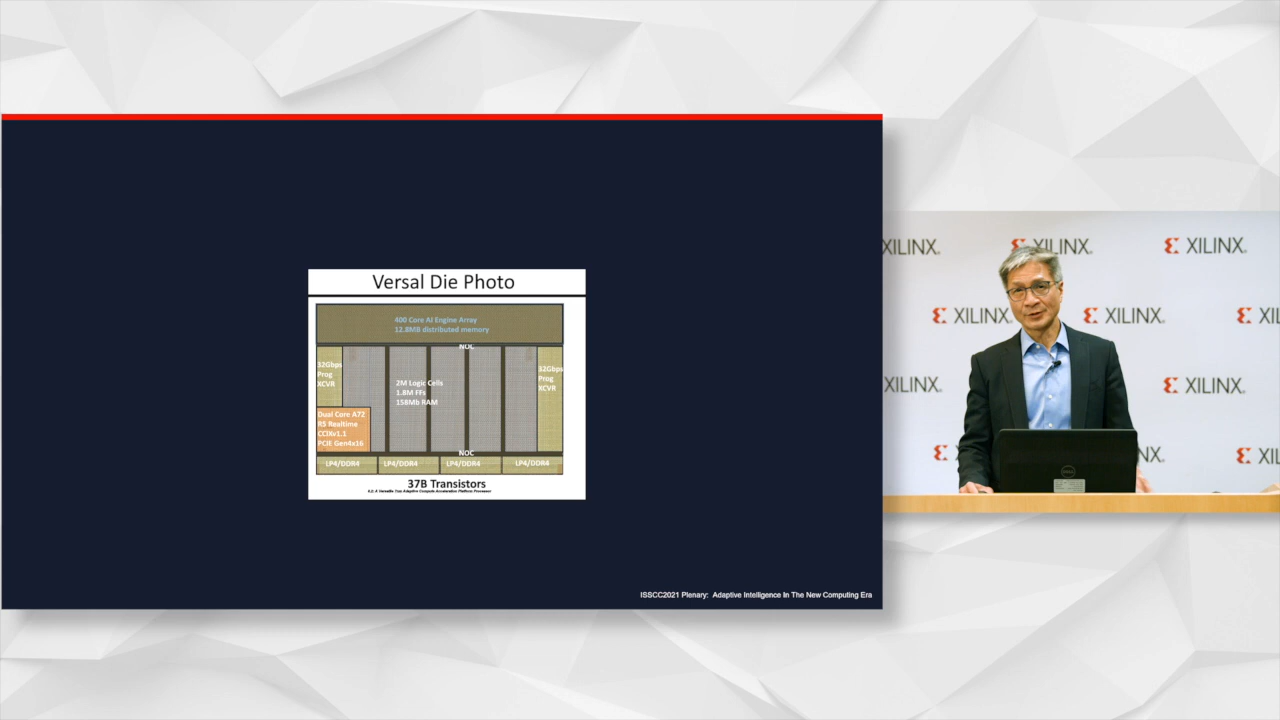 Versal Die Photo
400 Core AI Engine Array
12.8MB distributed memory
NOC
32Gbps
Prog
XCVR
32Gbps
Prog
XCVR
2M Logic Cells
1.8M FFs
158Mb RAM
Dual Core A72
R5 Realtime
CCIXv1.1
PCIE Gen4x16
NOC
LP4/DDR4 LP4/DDR4 LP4/DDR4 LP4/DDR4
37B Transistors
ISSCC2021 Plenary: Adaptive Intelligence In The New Computing Era
XILINX. XILINX. XILINX.
XILINX. XILINX. XIL
XILINX. XILINX.
XIL
DELL